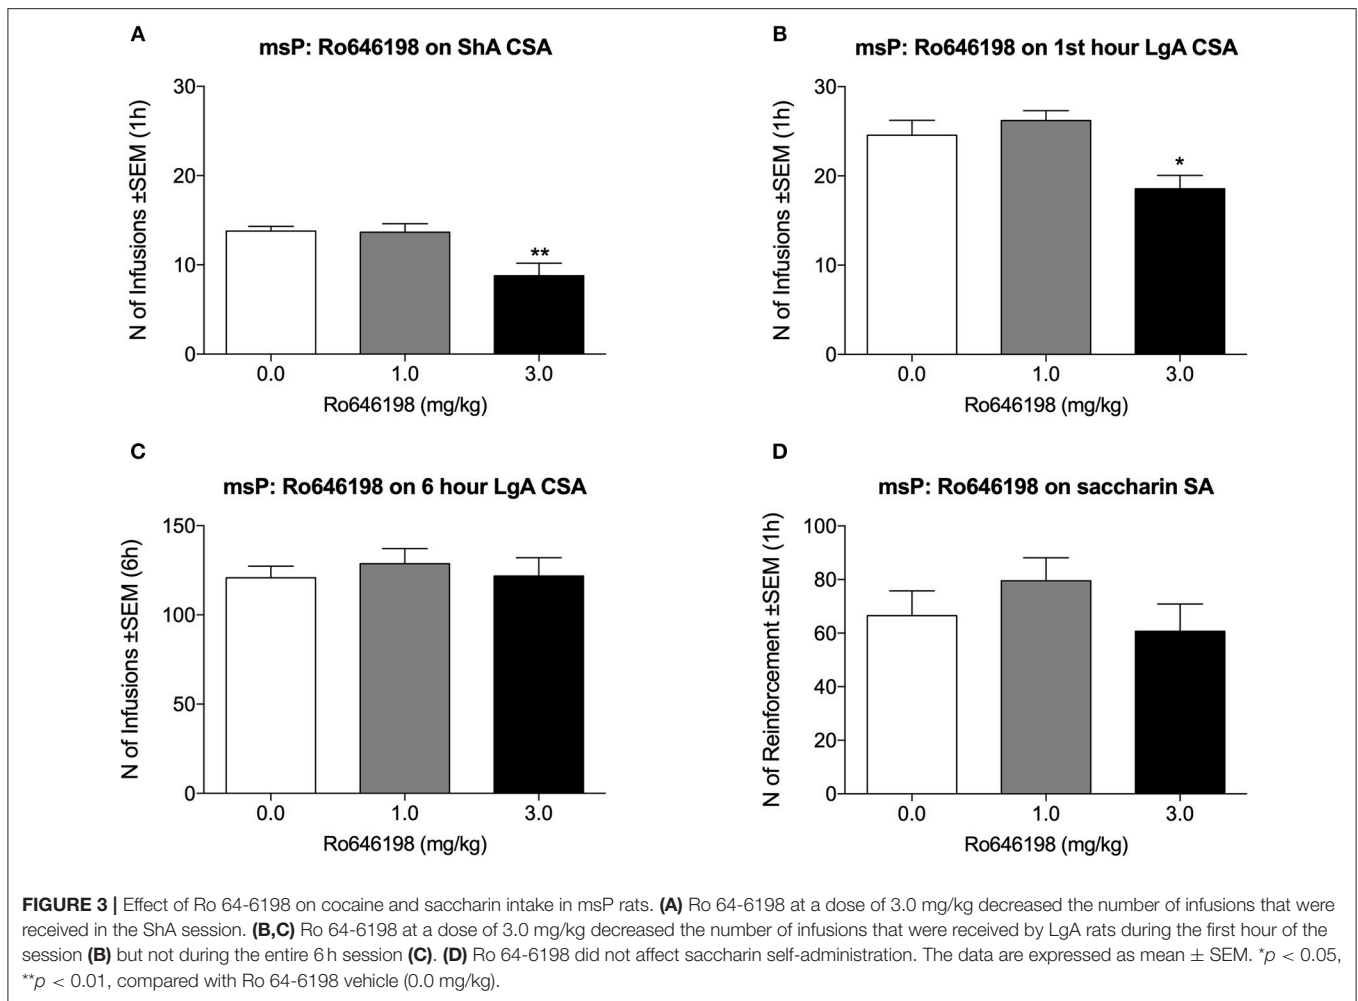 A
msP: Ro646198 on ShA CSA
N of Infusions ±SEM (1h)
30
20
10
0
**
0.0 1.0 3.0
Ro646198 (mg/kg)
B
msP: Ro646198 on 1st hour LgA CSA
N of Infusions ±SEM (1h)
30
20
10
0
*
0.0 1.0 3.0
Ro646198 (mg/kg)
C
msP: Ro646198 on 6 hour LgA CSA
N of Infusions ±SEM (6h)
150
100
50
0
0.0 1.0 3.0
Ro646198 (mg/kg)
D
msP: Ro646198 on saccharin SA
N of Reinforcement ±SEM (1h)
100
80
60
40
20
0
0.0 1.0 3.0
Ro646198 (mg/kg)
FIGURE 3 | Effect of Ro 64-6198 on cocaine and saccharin intake in msP rats. (A) Ro 64-6198 at a dose of 3.0 mg/kg decreased the number of infusions that were
received in the ShA session. (B,C) Ro 64-6198 at a dose of 3.0 mg/kg decreased the number of infusions that were received by LgA rats during the first hour of the
session (B) but not during the entire 6 h session (C). (D) Ro 64-6198 did not affect saccharin self-administration. The data are expressed as mean ± SEM. *p < 0.05,
**p < 0.01, compared with Ro 64-6198 vehicle (0.0 mg/kg).